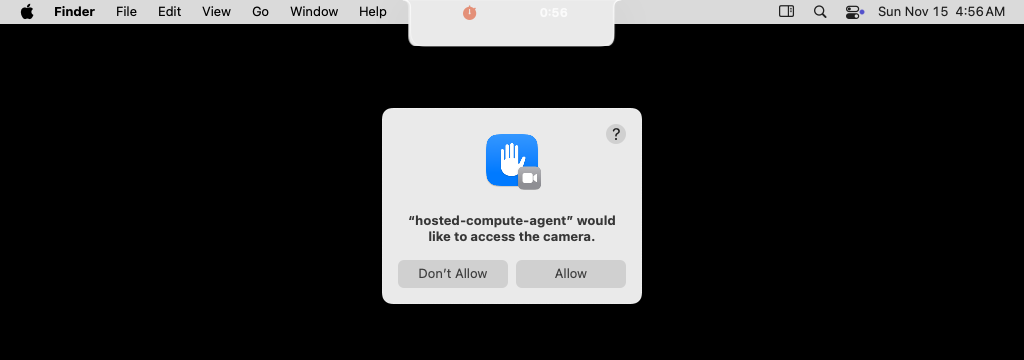 Finder File Edit View Go Window Help 0:56 Sun Nov 15 4:56 AM
?
“hosted-compute-agent” would
like to access the camera.
Don’t Allow Allow